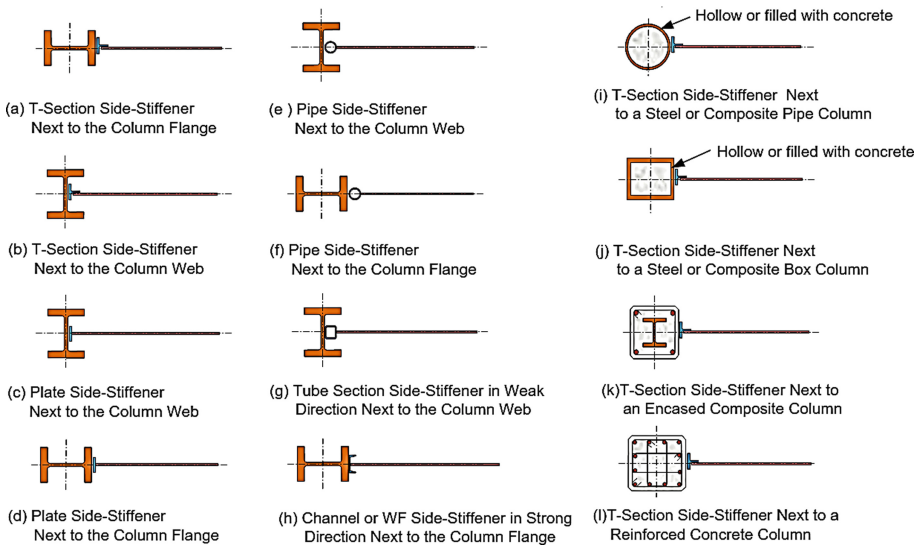 (a) T-Section Side-Stiffener
Next to the Column Flange
(b) T-Section Side-Stiffener
Next to the Column Web
(c) Plate Side-Stiffener
Next to the Column Web
(d) Plate Side-Stiffener
Next to the Column Flange
(e ) Pipe Side-Stiffener
Next to the Column Web
(f) Pipe Side-Stiffener
Next to the Column Flange
(g) Tube Section Side-Stiffener in Weak
Direction Next to the Column Web
(h) Channel or WF Side-Stiffener in Strong
Direction Next to the Column Flange
Hollow or filled with concrete
(i) T-Section Side-Stiffener Next
to a Steel or Composite Pipe Column
Hollow or filled with concrete
(j) T-Section Side-Stiffener Next
to a Steel or Composite Box Column
(k)T-Section Side-Stiffener Next to
an Encased Composite Column
(l)T-Section Side-Stiffener Next to a
Reinforced Concrete Column